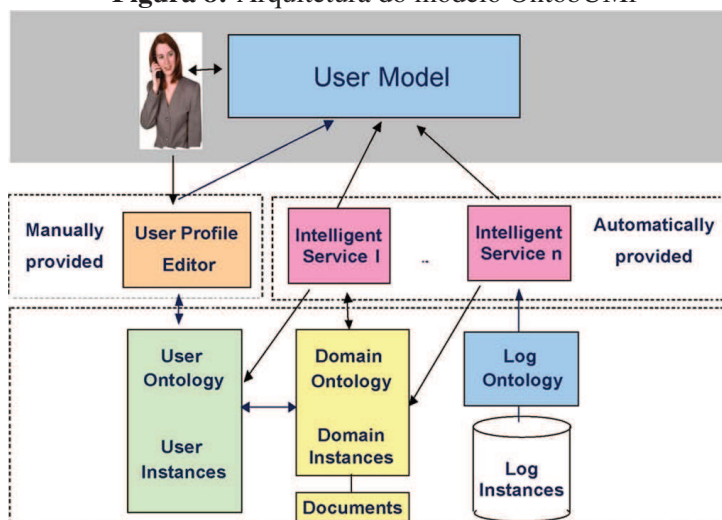 Figura 8: Arquitetura do modelo OntobUMf
User Model
Manually
provided
User Profile
Editor
Intelligent
Service I
..
Intelligent
Service n
Automatically
provided
User
Ontology
User
Instances
Domain
Ontology
Domain
Instances
Documents
Log
Ontology
Log
Instances